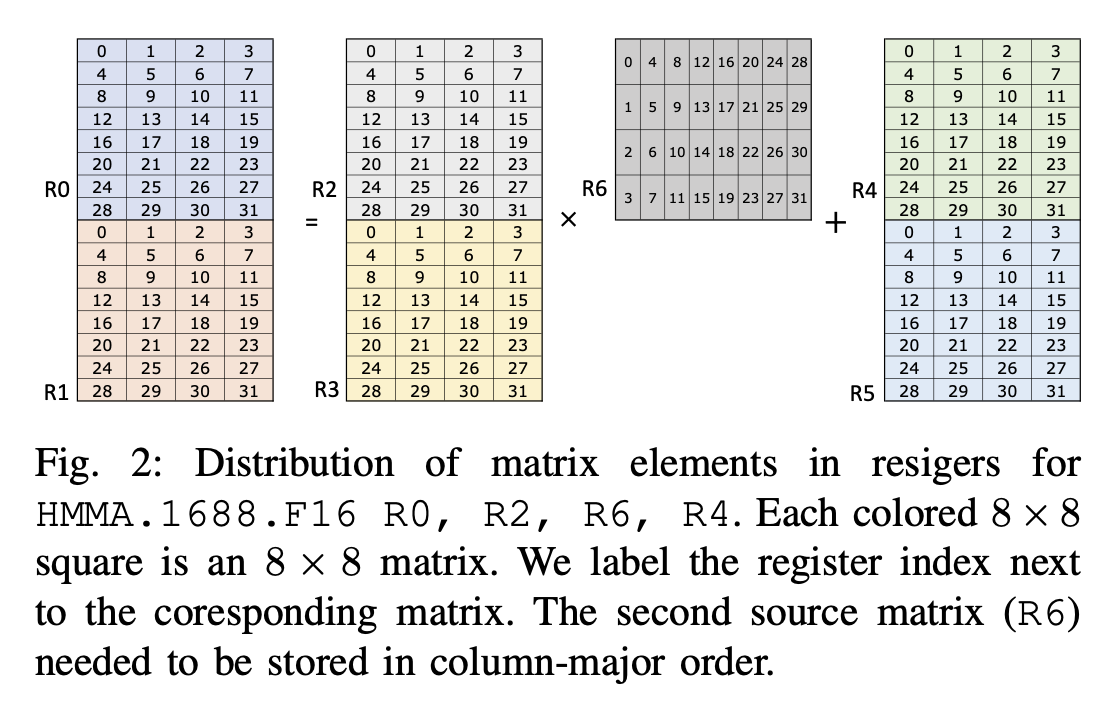 0 1 2 3
4 5 6 7
8 9 10 11
12 13 14 15
16 17 18 19
20 21 22 23
R0 24 25 26 27
28 29 30 31
0 1 2 3
4 5 6 7
8 9 10 11
12 13 14 15
16 17 18 19
20 21 22 23
24 25 26 27
R1 28 29 30 31
=
0 1 2 3
4 5 6 7
8 9 10 11
12 13 14 15
16 17 18 19
20 21 22 23
R2 24 25 26 27
28 29 30 31
0 1 2 3
4 5 6 7
8 9 10 11
12 13 14 15
16 17 18 19
20 21 22 23
24 25 26 27
R3 28 29 30 31
×
0 4 8 12 16 20 24 28
1 5 9 13 17 21 25 29
2 6 10 14 18 22 26 30
R6 3 7 11 15 19 23 27 31
+
0 1 2 3
4 5 6 7
8 9 10 11
12 13 14 15
16 17 18 19
20 21 22 23
R4 24 25 26 27
28 29 30 31
0 1 2 3
4 5 6 7
8 9 10 11
12 13 14 15
16 17 18 19
20 21 22 23
24 25 26 27
R5 28 29 30 31
Fig. 2: Distribution of matrix elements in resigers for
HMMA.1688.F16 R0, R2, R6, R4. Each colored 8 × 8
square is an 8 × 8 matrix. We label the register index next
to the coresponding matrix. The second source matrix (R6)
needed to be stored in column-major order.